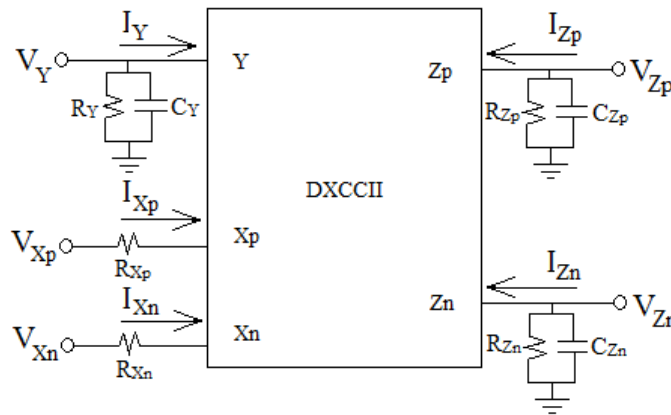 I_Y
I_Zp
V_Y
Y
Zp
V_Zp
R_Y
C_Y
R_Zp
C_Zp
DXCCII
I_Xp
V_Xp
R_Xp
Xp
I_Zn
I_Xn
Zn
V_Zn
V_Xn
R_Xn
Xn
R_Zn
C_Zn